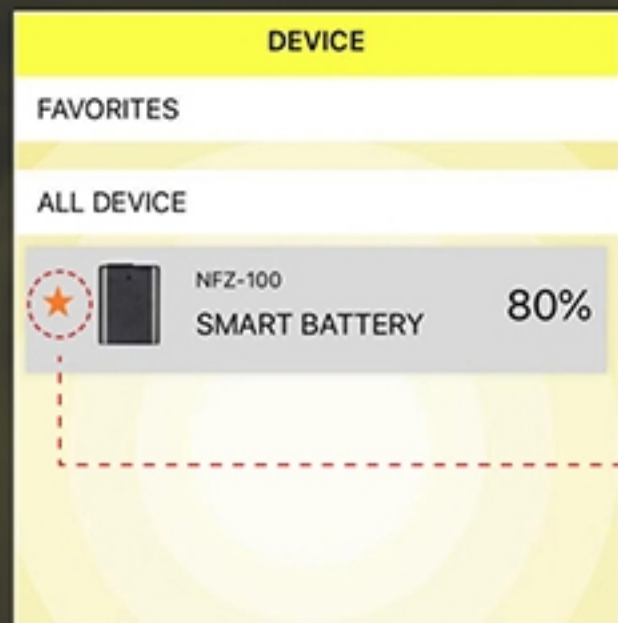 DEVICE
FAVORITES
ALL DEVICE
NFZ-100
SMART BATTERY
80%